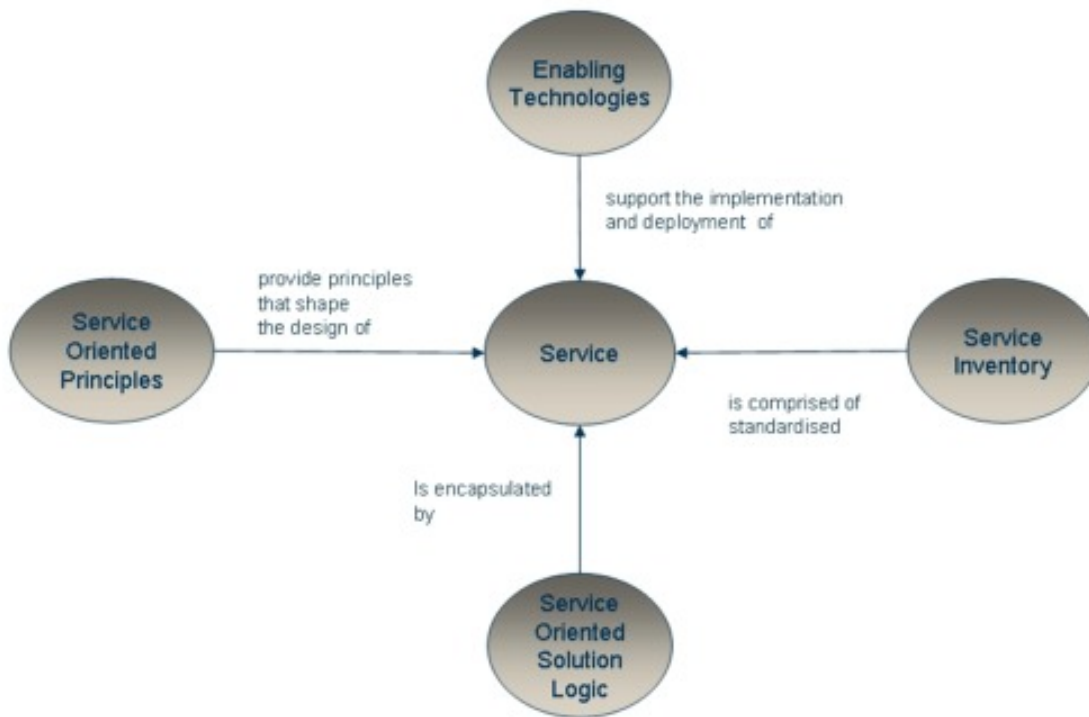 Enabling
Technologies
support the implementation
and deployment of
provide principles
that shape
the design of
Service
Oriented
Principles
Service
Service
Inventory
is comprised of
standardised
Is encapsulated
by
Service
Oriented
Solution
Logic